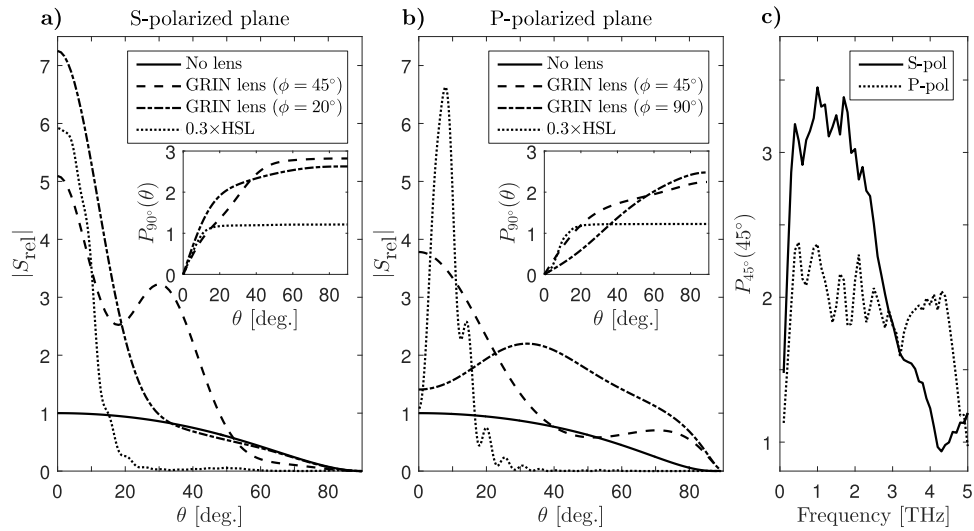 a)
S-polarized plane
|S_rel|
7
6
5
4
3
2
1
0
No lens
GRIN lens (ϕ = 45°)
GRIN lens (ϕ = 20°)
0.3×HSL
P_90°(θ)
3
2
1
0
0 20 40 60 80
θ [deg.]
0 20 40 60 80
θ [deg.]
b)
P-polarized plane
|S_rel|
7
6
5
4
3
2
1
0
No lens
GRIN lens (ϕ = 45°)
GRIN lens (ϕ = 90°)
0.3×HSL
P_90°(θ)
3
2
1
0
0 20 40 60 80
θ [deg.]
0 20 40 60 80
θ [deg.]
c)
S-pol
P-pol
P_45°(45°)
3
2
1
0 1 2 3 4 5
Frequency [THz]